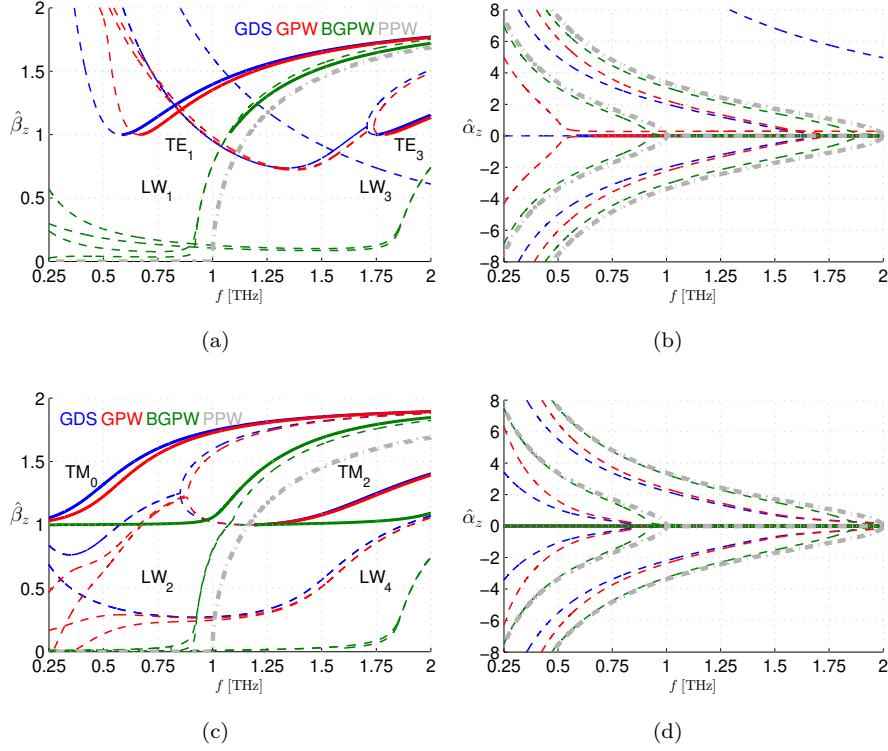 GDS GPW BGPW PPW
2
1.5
1
0.5
0
β̂z
TE1
TE3
LW1
LW3
0.25 0.5 0.75 1 1.25 1.5 1.75 2
f [THz]
(a)
8
6
4
2
0
−2
−4
−6
−8
α̂z
0.25 0.5 0.75 1 1.25 1.5 1.75 2
f [THz]
(b)
2
1.5
1
0.5
0
β̂z
GDS GPW BGPW PPW
TM0
TM2
LW2
LW4
0.25 0.5 0.75 1 1.25 1.5 1.75 2
f [THz]
(c)
8
6
4
2
0
−2
−4
−6
−8
α̂z
0.25 0.5 0.75 1 1.25 1.5 1.75 2
f [THz]
(d)